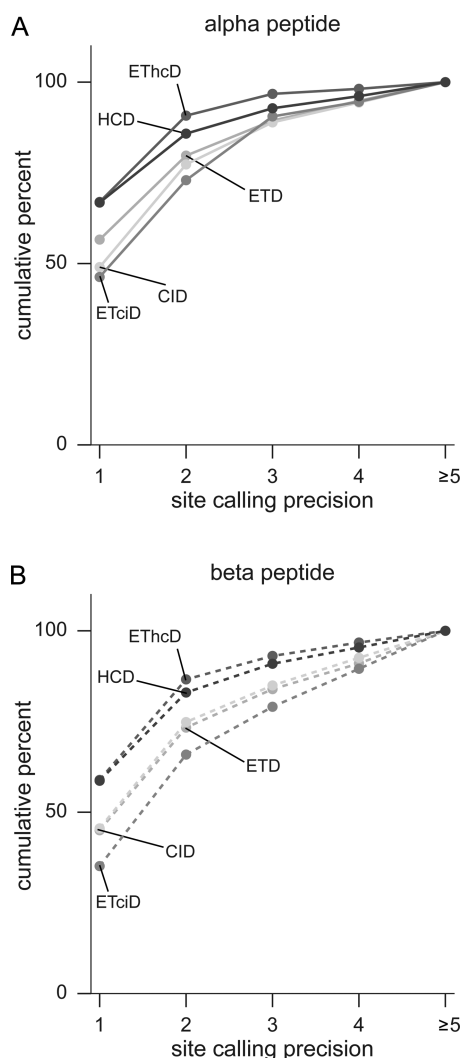 A
alpha peptide
100
50
0
cumulative percent
EThcD
HCD
ETD
CID
ETciD
1 2 3 4 ≥5
site calling precision
B
beta peptide
100
50
0
cumulative percent
EThcD
HCD
ETD
CID
ETciD
1 2 3 4 ≥5
site calling precision